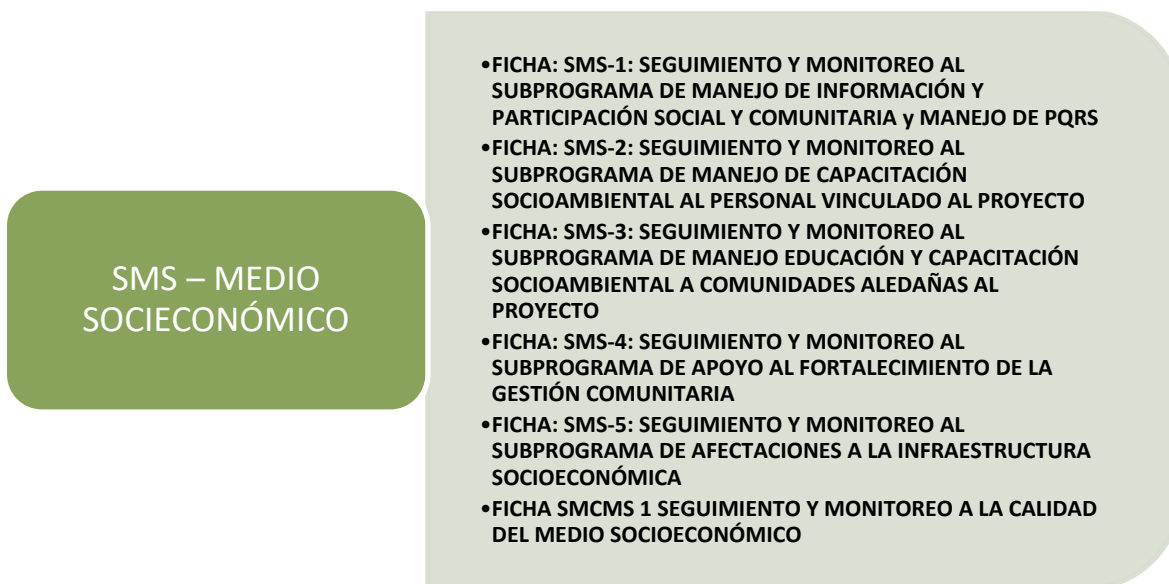 SMS – MEDIO
SOCIECONÓMICO
•FICHA: SMS-1: SEGUIMIENTO Y MONITOREO AL
SUBPROGRAMA DE MANEJO DE INFORMACIÓN Y
PARTICIPACIÓN SOCIAL Y COMUNITARIA y MANEJO DE PQRS
•FICHA: SMS-2: SEGUIMIENTO Y MONITOREO AL
SUBPROGRAMA DE MANEJO DE CAPACITACIÓN
SOCIOAMBIENTAL AL PERSONAL VINCULADO AL PROYECTO
•FICHA: SMS-3: SEGUIMIENTO Y MONITOREO AL
SUBPROGRAMA DE MANEJO EDUCACIÓN Y CAPACITACIÓN
SOCIOAMBIENTAL A COMUNIDADES ALEDAÑAS AL
PROYECTO
•FICHA: SMS-4: SEGUIMIENTO Y MONITOREO AL
SUBPROGRAMA DE APOYO AL FORTALECIMIENTO DE LA
GESTIÓN COMUNITARIA
•FICHA: SMS-5: SEGUIMIENTO Y MONITOREO AL
SUBPROGRAMA DE AFECTACIONES A LA INFRAESTRUCTURA
SOCIOECONÓMICA
•FICHA SMCMS 1 SEGUIMIENTO Y MONITOREO A LA CALIDAD
DEL MEDIO SOCIOECONÓMICO